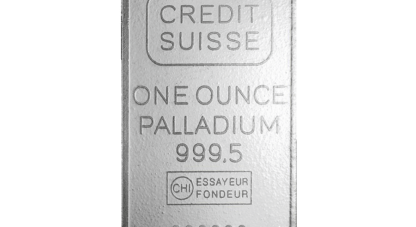 CREDIT
SUISSE
ONE OUNCE
PALLADIUM
999.5
CHI ESSAYEUR
FONDEUR